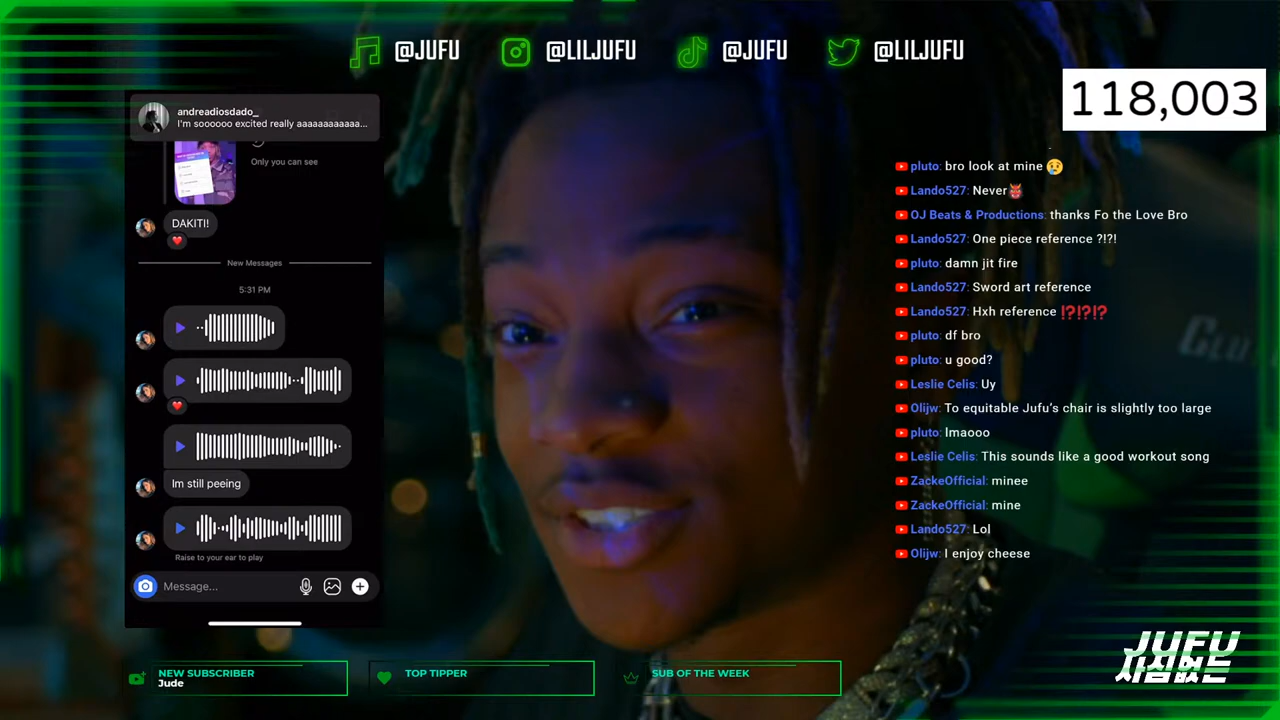 @JUFU
@LILJUFU
@JUFU
@LILJUFU
118,003
andreadiosdado_
I'm soooooo excited really aaaaaaaaaaaa...
Only you can see
DAKITI!
New Messages
5:31 PM
Im still peeing
Raise to your ear to play
Message...
pluto: bro look at mine 😢
Lando527: Never👹
OJ Beats & Productions: thanks Fo the Love Bro
Lando527: One piece reference ?!?!
pluto: damn jit fire
Lando527: Sword art reference
Lando527: Hxh reference ⁉️⁉️⁉️
pluto: df bro
pluto: u good?
Leslie Celis: Uy
Olijw: To equitable Jufu’s chair is slightly too large
pluto: lmaooo
Leslie Celis: This sounds like a good workout song
ZackeOfficial: minee
ZackeOfficial: mine
Lando527: Lol
Olijw: I enjoy cheese
NEW SUBSCRIBER
Jude
TOP TIPPER
SUB OF THE WEEK
JUFU